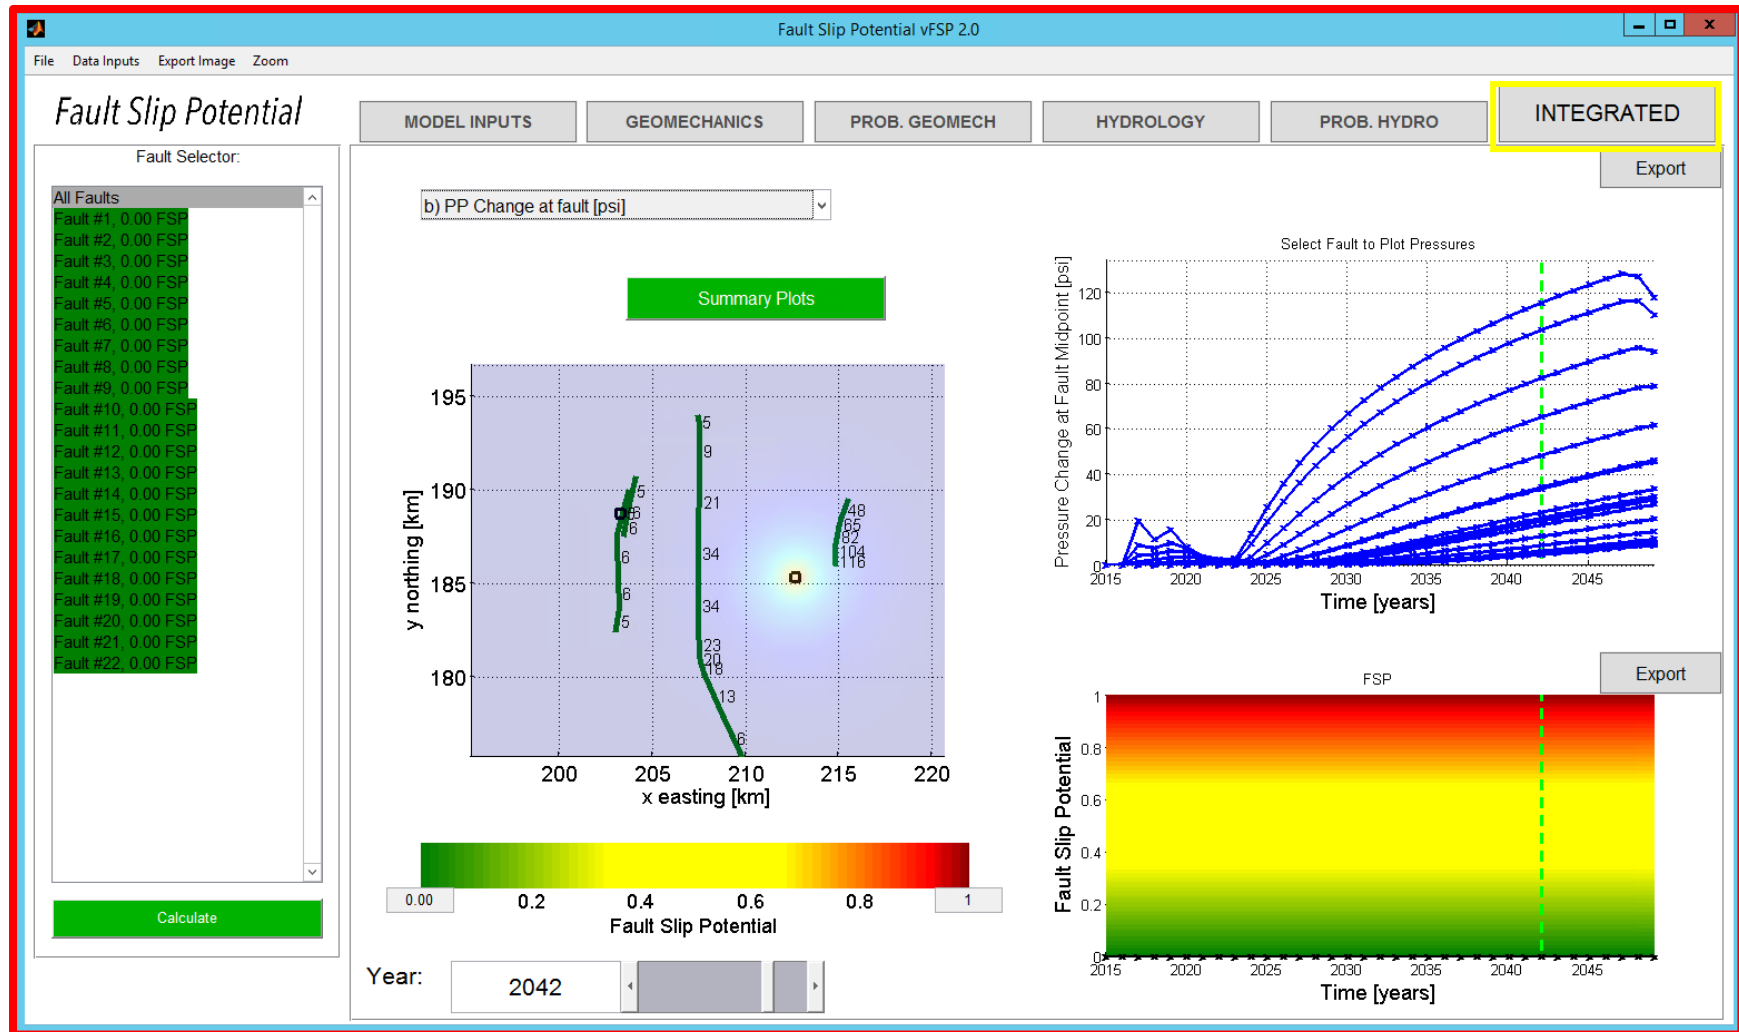 Fault Slip Potential vFSP 2.0
File Data Inputs Export Image Zoom
Fault Slip Potential
MODEL INPUTS GEOMECHANICS PROB. GEOMECH HYDROLOGY PROB. HYDRO INTEGRATED
Fault Selector:
All Faults
Fault #1, 0.00 FSP
Fault #2, 0.00 FSP
Fault #3, 0.00 FSP
Fault #4, 0.00 FSP
Fault #5, 0.00 FSP
Fault #6, 0.00 FSP
Fault #7, 0.00 FSP
Fault #8, 0.00 FSP
Fault #9, 0.00 FSP
Fault #10, 0.00 FSP
Fault #11, 0.00 FSP
Fault #12, 0.00 FSP
Fault #13, 0.00 FSP
Fault #14, 0.00 FSP
Fault #15, 0.00 FSP
Fault #16, 0.00 FSP
Fault #17, 0.00 FSP
Fault #18, 0.00 FSP
Fault #19, 0.00 FSP
Fault #20, 0.00 FSP
Fault #21, 0.00 FSP
Fault #22, 0.00 FSP
Calculate
Export
b) PP Change at fault [psi]
Summary Plots
y northing [km]
195
190
185
180
5
9
21
34
34
23
20
18
13
6
5
6
6
6
6
5
48
65
82
104
116
200 205 210 215 220
x easting [km]
0.00 0.2 0.4 0.6 0.8 1
Fault Slip Potential
Year: 2042
Select Fault to Plot Pressures
Pressure Change at Fault Midpoint [psi]
120
100
80
60
40
20
0
2015 2020 2025 2030 2035 2040 2045
Time [years]
Export
FSP
Fault Slip Potential
1
0.8
0.6
0.4
0.2
0
2015 2020 2025 2030 2035 2040 2045
Time [years]